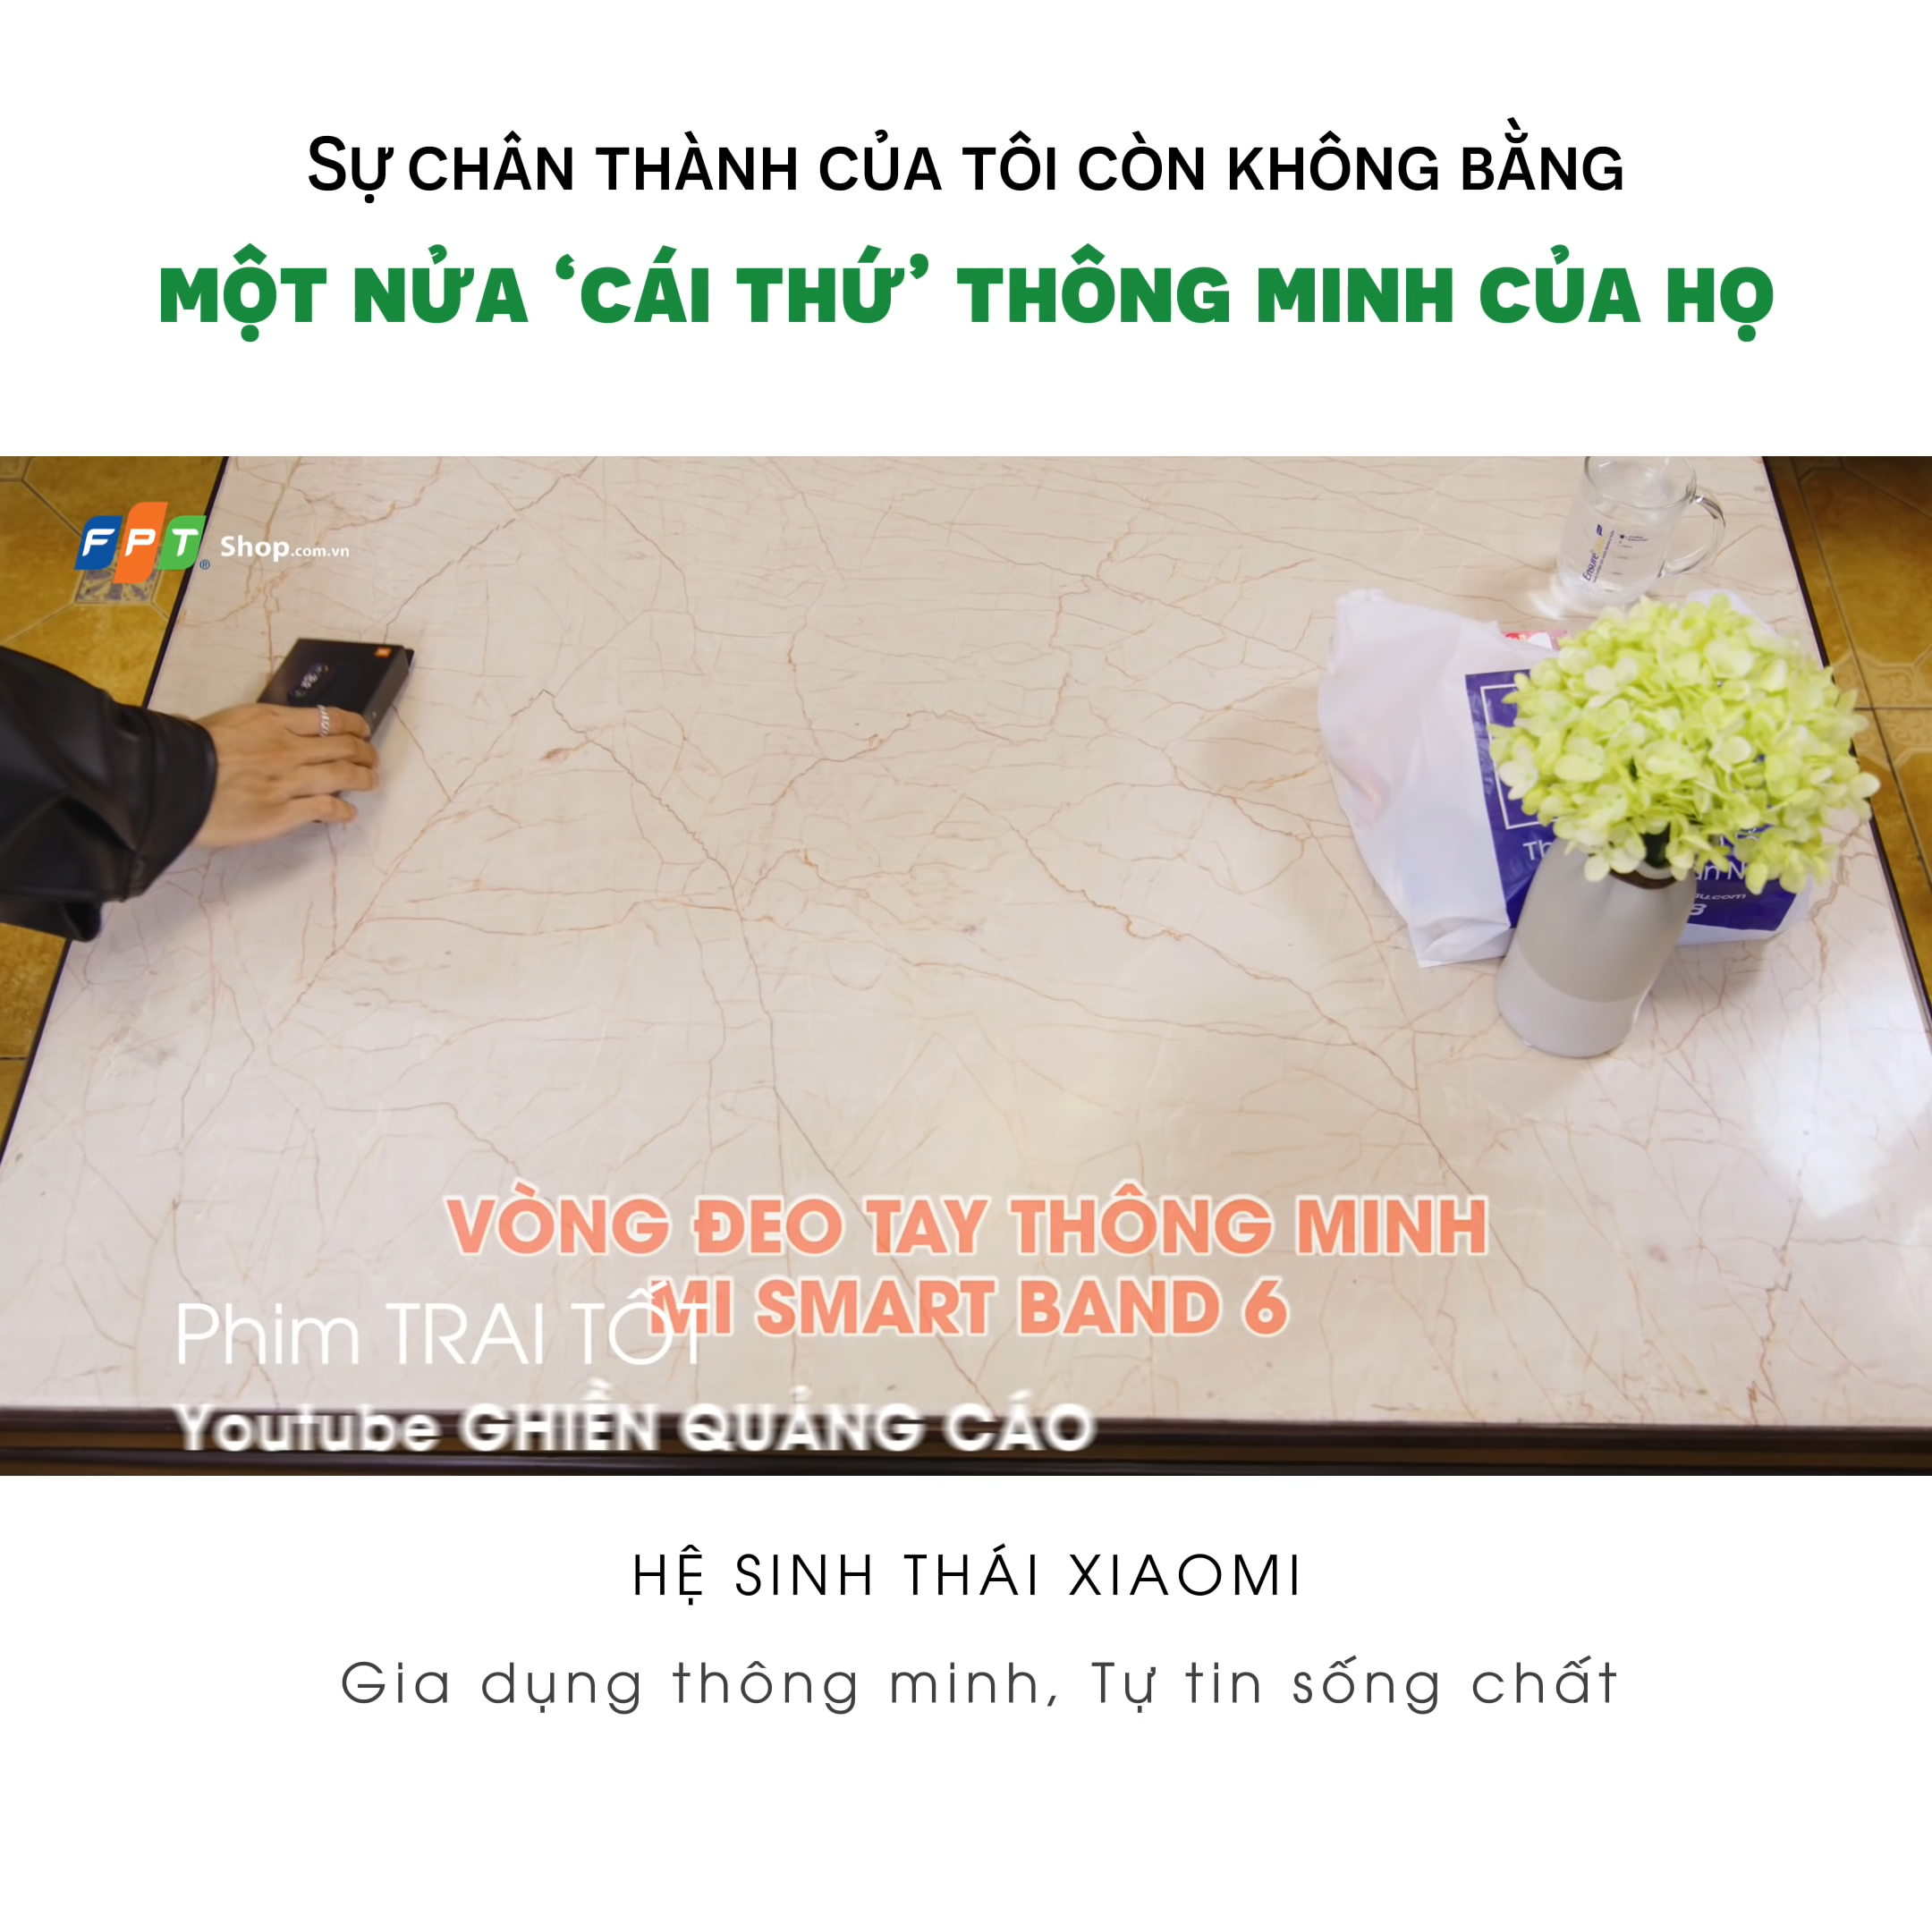 SỰ CHÂN THÀNH CỦA TÔI CÒN KHÔNG BẰNG
MỘT NỬA ‘CÁI THỨ’ THÔNG MINH CỦA HỌ
FPT® Shop.com.vn
Ensure
VÒNG ĐEO TAY THÔNG MINH
MI SMART BAND 6
Phim TRAI TỐT
Youtube GHIỀN QUẢNG CÁO
HỆ SINH THÁI XIAOMI
Gia dụng thông minh, Tự tin sống chất